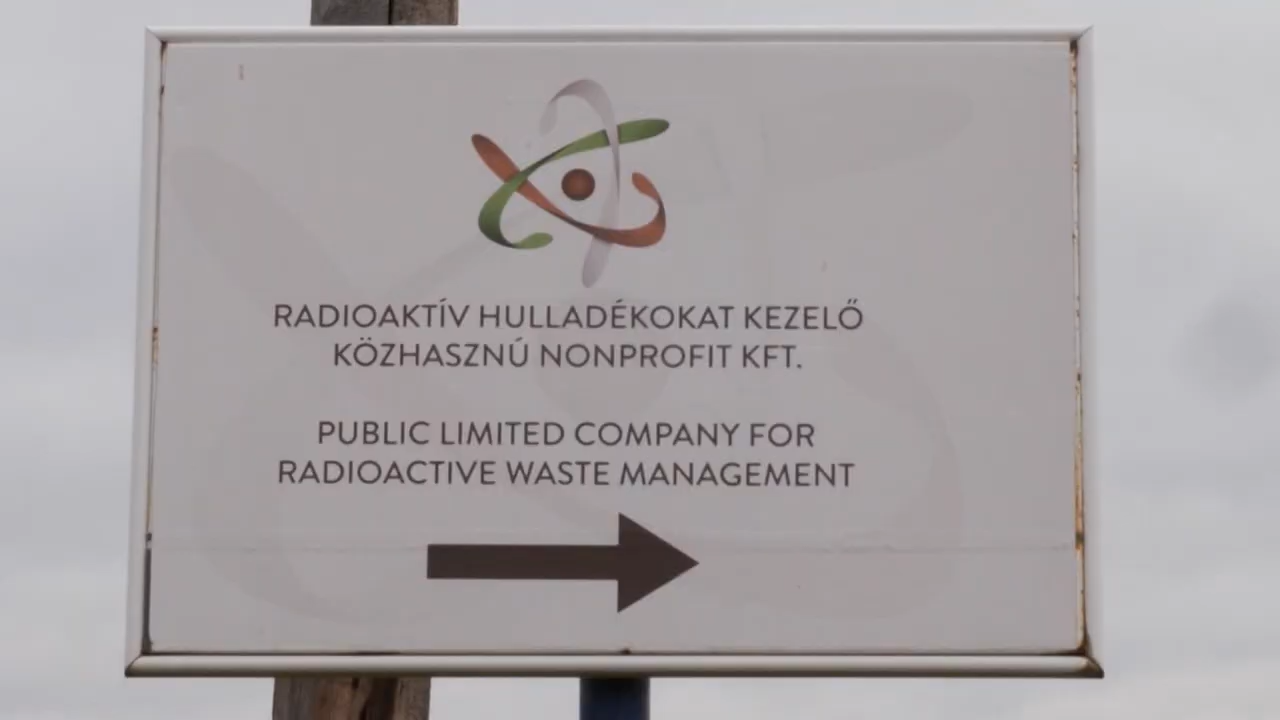 RADIOAKTÍV HULLADÉKOKAT KEZELŐ
KÖZHASZNÚ NONPROFIT KFT.
PUBLIC LIMITED COMPANY FOR
RADIOACTIVE WASTE MANAGEMENT